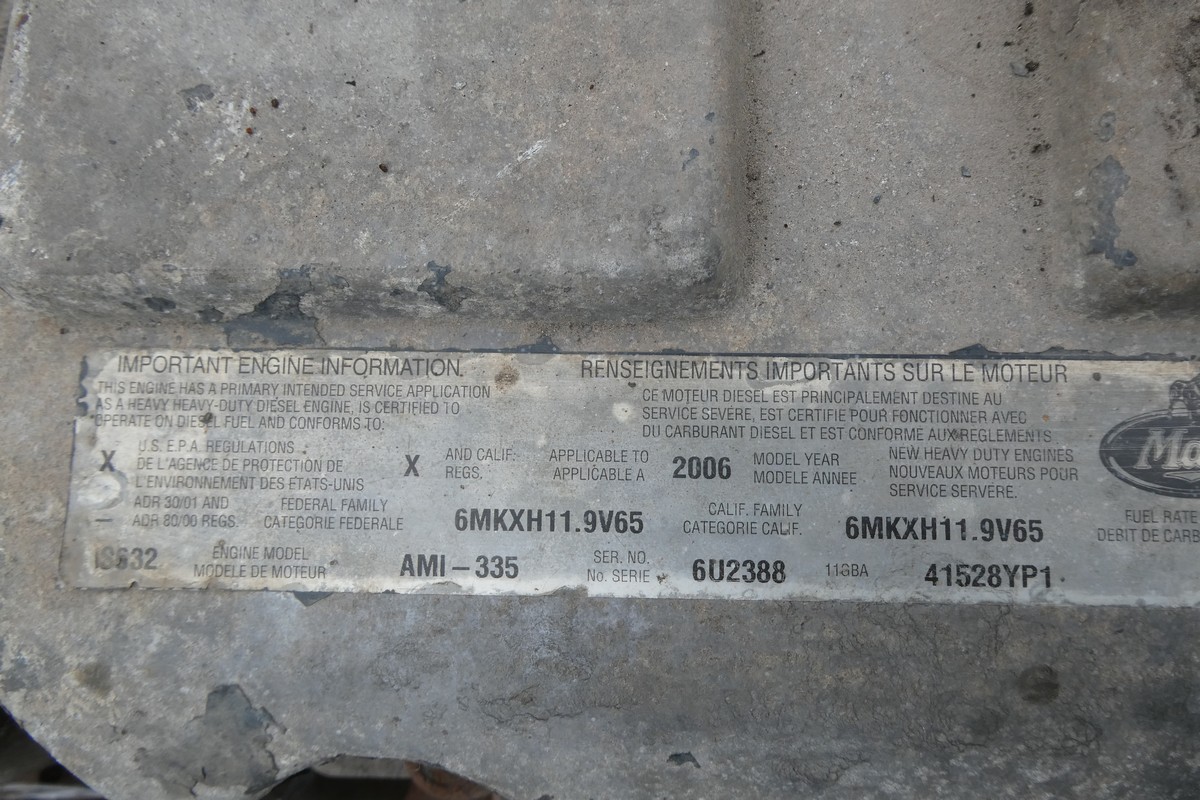 IMPORTANT ENGINE INFORMATION.
THIS ENGINE HAS A PRIMARY INTENDED SERVICE APPLICATION
AS A HEAVY HEAVY-DUTY DIESEL ENGINE, IS CERTIFIED TO
OPERATE ON DIESEL FUEL AND CONFORMS TO:
RENSEIGNEMENTS IMPORTANTS SUR LE MOTEUR
CE MOTEUR DIESEL EST PRINCIPALEMENT DESTINE AU
SERVICE SEVERE, EST CERTIFIE POUR FONCTIONNER AVEC
DU CARBURANT DIESEL ET EST CONFORME AUX REGLEMENTS
X
U.S. E.P.A. REGULATIONS
DE L'AGENCE DE PROTECTION DE
L'ENVIRONNEMENT DES ETATS-UNIS
X
AND CALIF.
REGS.
APPLICABLE TO
APPLICABLE A
2006
MODEL YEAR
MODELE ANNEE
NEW HEAVY DUTY ENGINES
NOUVEAUX MOTEURS POUR
SERVICE SERVERE.
–
ADR 30/01 AND
ADR 80/00 REGS.
FEDERAL FAMILY
CATEGORIE FEDERALE
6MKXH11.9V65
CALIF. FAMILY
CATEGORIE CALIF.
6MKXH11.9V65
FUEL RATE
ENGINE MODEL
MODELE DE MOTEUR
AMI – 335
SER. NO.
No. SERIE
6U2388
41528YP1